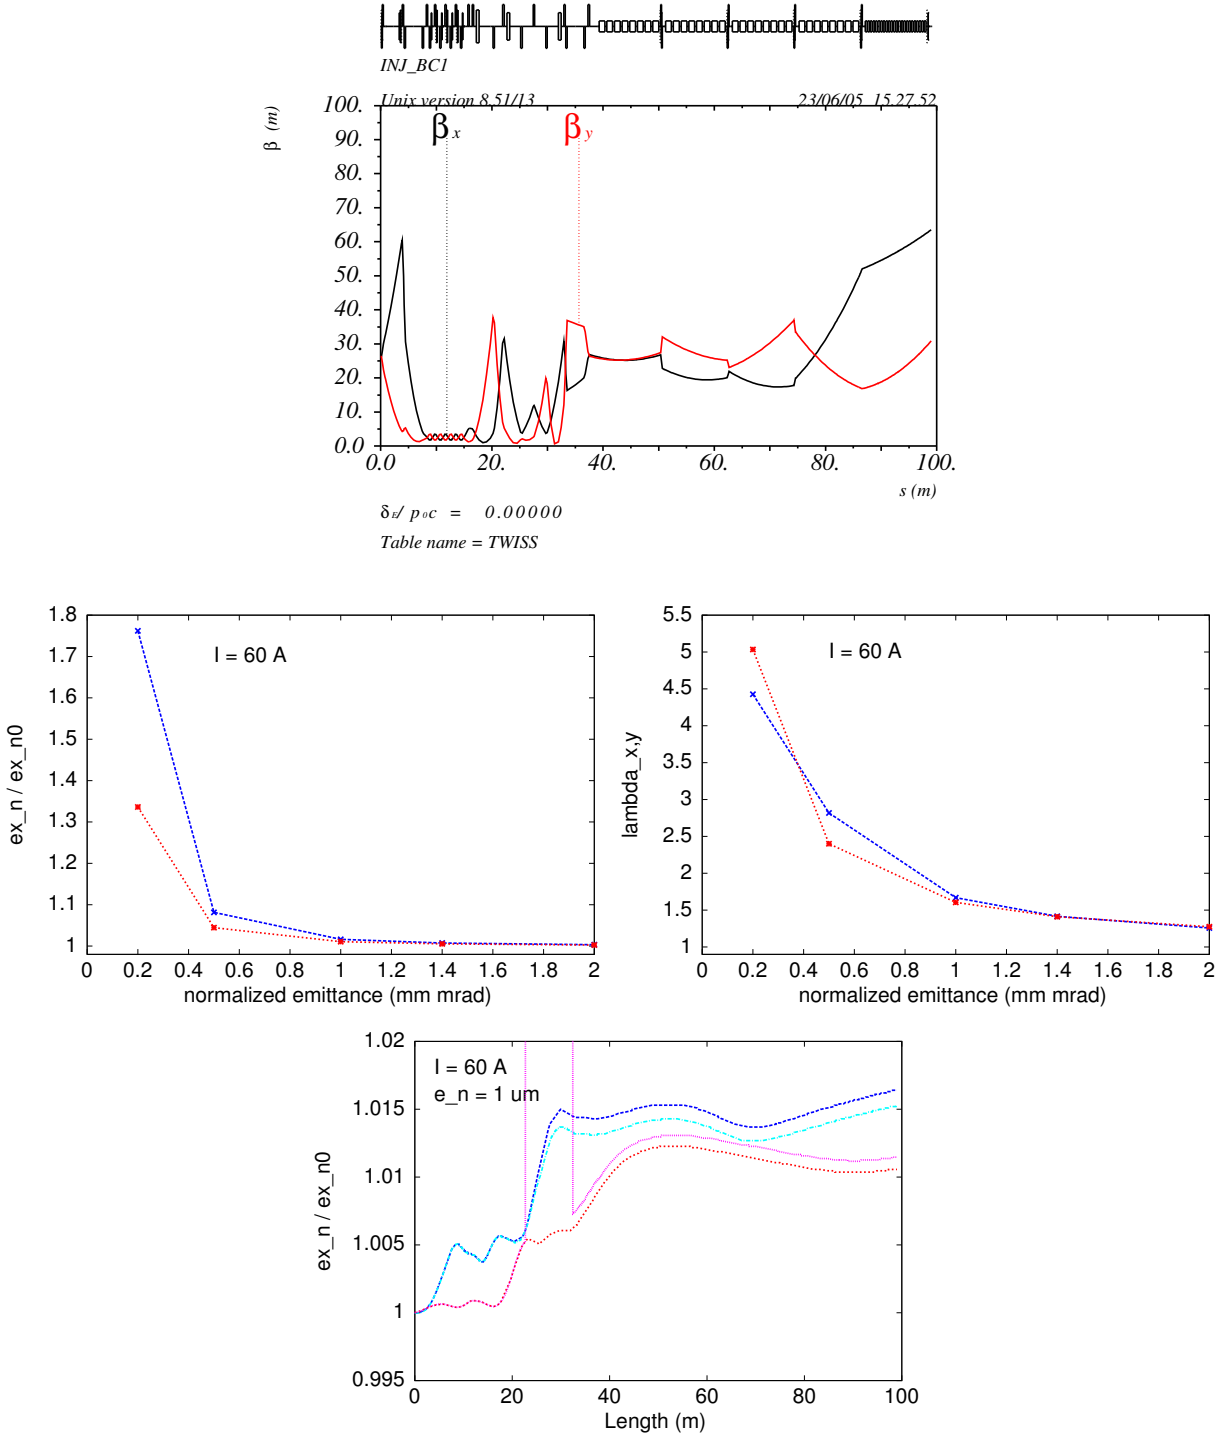 INJ_BC1
Unix version 8.51/13 23/06/05 15.27.52
β (m)
100.
90.
80.
70.
60.
50.
40.
30.
20.
10.
0.0
β x
β y
0.0 20. 40. 60. 80. 100.
s (m)
δE/ p0c = 0.00000
Table name = TWISS
ex_n / ex_n0
1.8
1.7
1.6
1.5
1.4
1.3
1.2
1.1
1
I = 60 A
0 0.2 0.4 0.6 0.8 1 1.2 1.4 1.6 1.8 2
normalized emittance (mm mrad)
lambda_x,y
5.5
5
4.5
4
3.5
3
2.5
2
1.5
1
I = 60 A
0 0.2 0.4 0.6 0.8 1 1.2 1.4 1.6 1.8 2
normalized emittance (mm mrad)
ex_n / ex_n0
1.02
1.015
1.01
1.005
1
0.995
I = 60 A
e_n = 1 um
0 20 40 60 80 100
Length (m)